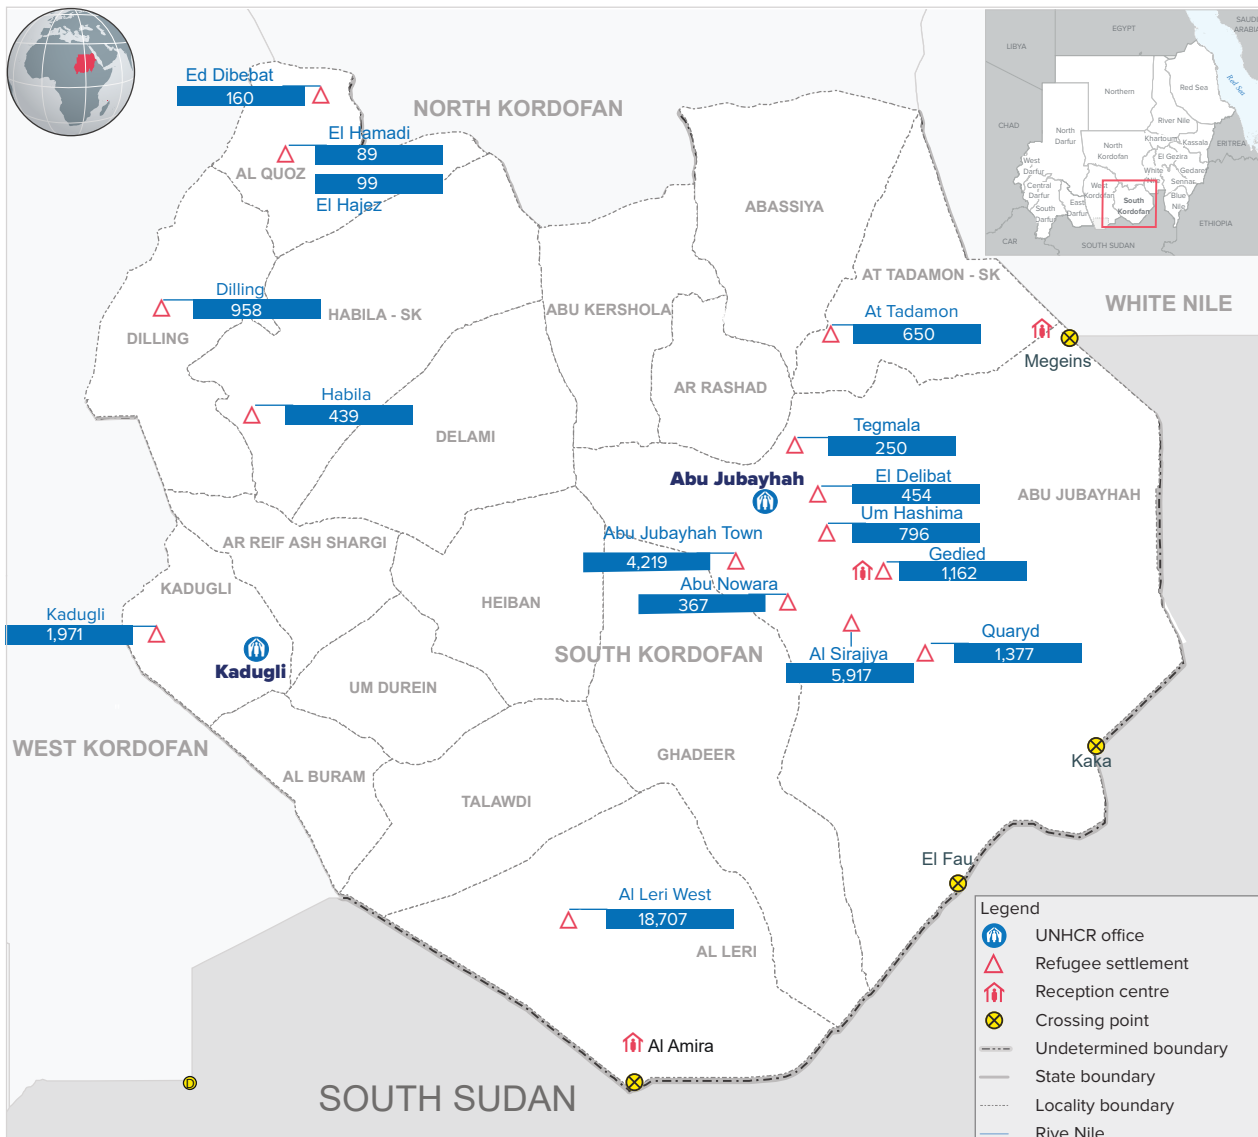 Ed Dibebat
160
El Hamadi
89
99
El Hajez
AL QUOZ
NORTH KORDOFAN
EGYPT
SAUDI
ARABIA
LIBYA
Red Sea
Northern
Red Sea
CHAD
River Nile
North
Darfur
Khartoum
Kassala
ERITREA
North
Kordofan
El Gezira
West
Darfur
White
Nile
Gedaref
Sennar
Central
Darfur
West
Kordofan
South
Kordofan
Blue
Nile
South
Darfur
East
Darfur
ETHIOPIA
CAR
SOUTH SUDAN
ABASSIYA
AT TADAMON - SK
WHITE NILE
Dilling
958
DILLING
HABILA - SK
ABU KERSHOLA
At Tadamon
650
Megeins
AR RASHAD
Habila
439
DELAMI
Tegmala
250
Abu Jubayhah
El Delibat
454
ABU JUBAYHAH
Um Hashima
796
AR REIF ASH SHARGI
Abu Jubayhah Town
4,219
Gedied
1,162
KADUGLI
Abu Nowara
367
HEIBAN
Kadugli
1,971
Kadugli
SOUTH KORDOFAN
Al Sirajiya
5,917
Quaryd
1,377
UM DUREIN
WEST KORDOFAN
GHADEER
Kaka
AL BURAM
TALAWDI
El Fau
Al Leri West
18,707
AL LERI
Al Amira
SOUTH SUDAN
D
Legend
UNHCR office
Refugee settlement
Reception centre
Crossing point
Undetermined boundary
State boundary
Locality boundary
Rive Nile